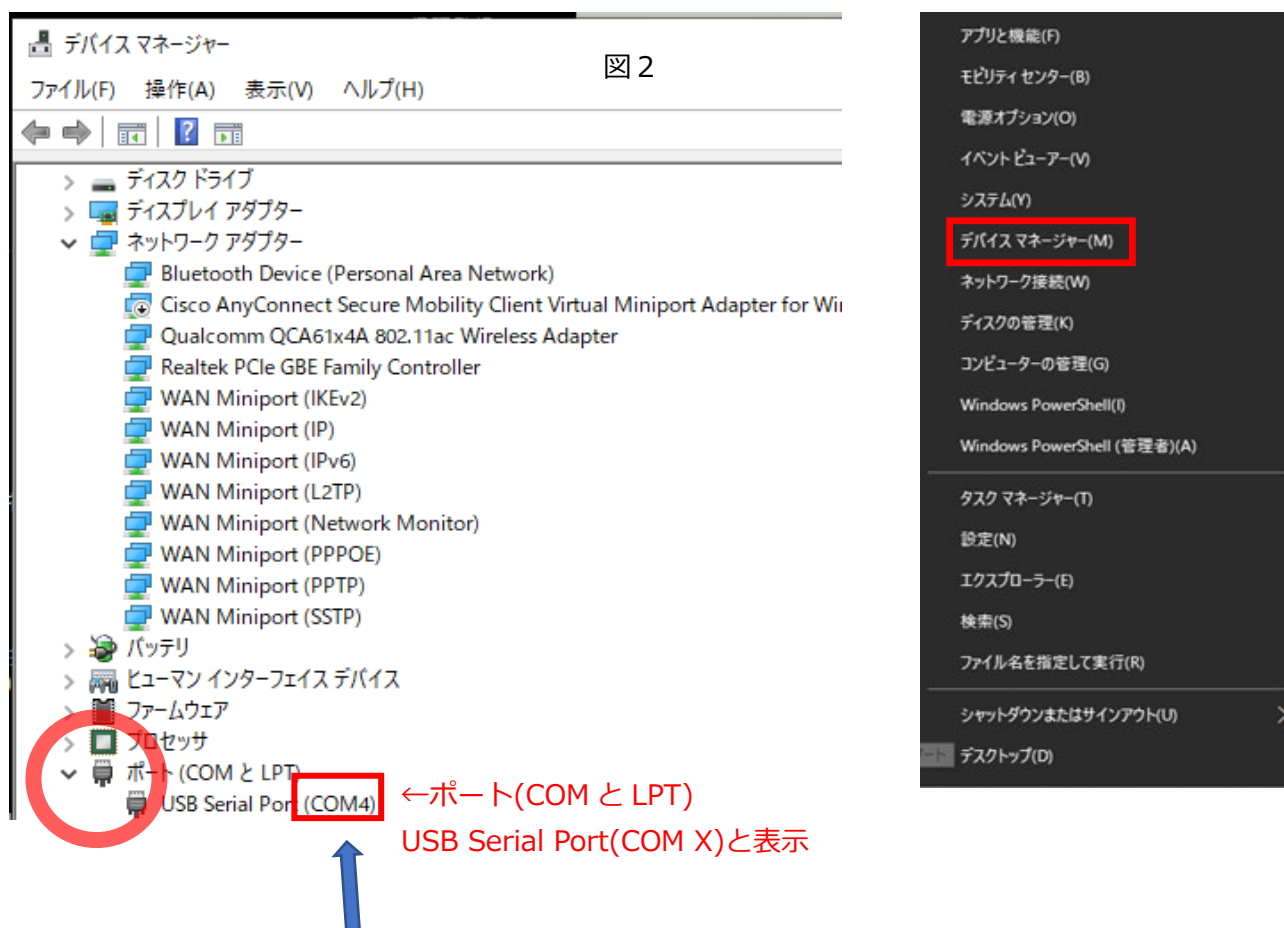 デバイス マネージャー
図２
ファイル(F) 操作(A) 表示(V) ヘルプ(H)
ディスク ドライブ
ディスプレイ アダプター
ネットワーク アダプター
Bluetooth Device (Personal Area Network)
Cisco AnyConnect Secure Mobility Client Virtual Miniport Adapter for Wi
Qualcomm QCA61x4A 802.11ac Wireless Adapter
Realtek PCIe GBE Family Controller
WAN Miniport (IKEv2)
WAN Miniport (IP)
WAN Miniport (IPv6)
WAN Miniport (L2TP)
WAN Miniport (Network Monitor)
WAN Miniport (PPPOE)
WAN Miniport (PPTP)
WAN Miniport (SSTP)
バッテリ
ヒューマン インターフェイス デバイス
ファームウェア
プロセッサ
ポート (COM と LPT)
USB Serial Port (COM4)
←ポート(COM と LPT)
USB Serial Port(COM X)と表示
アプリと機能(F)
モビリティ センター(B)
電源オプション(O)
イベント ビューアー(V)
システム(Y)
デバイス マネージャー(M)
ネットワーク接続(W)
ディスクの管理(K)
コンピューターの管理(G)
Windows PowerShell(I)
Windows PowerShell (管理者)(A)
タスク マネージャー(T)
設定(N)
エクスプローラー(E)
検索(S)
ファイル名を指定して実行(R)
シャットダウンまたはサインアウト(U)
デスクトップ(D)